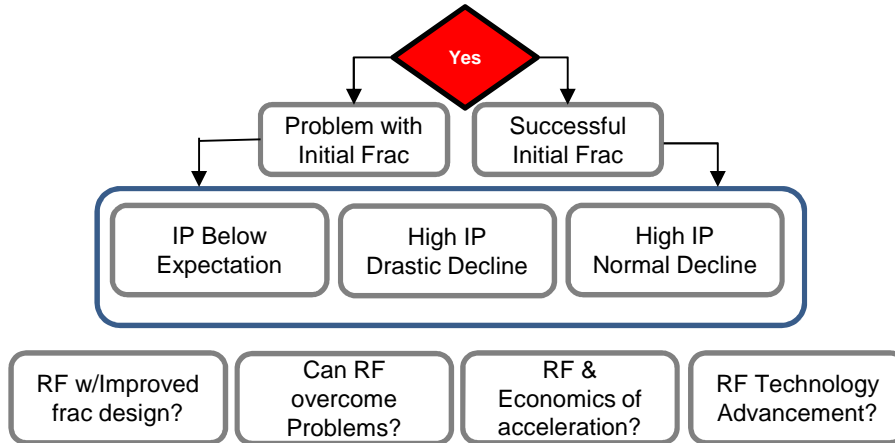 Yes
Problem with
Initial Frac
Successful
Initial Frac
IP Below
Expectation
High IP
Drastic Decline
High IP
Normal Decline
RF w/Improved
frac design?
Can RF
overcome
Problems?
RF &
Economics of
acceleration?
RF Technology
Advancement?